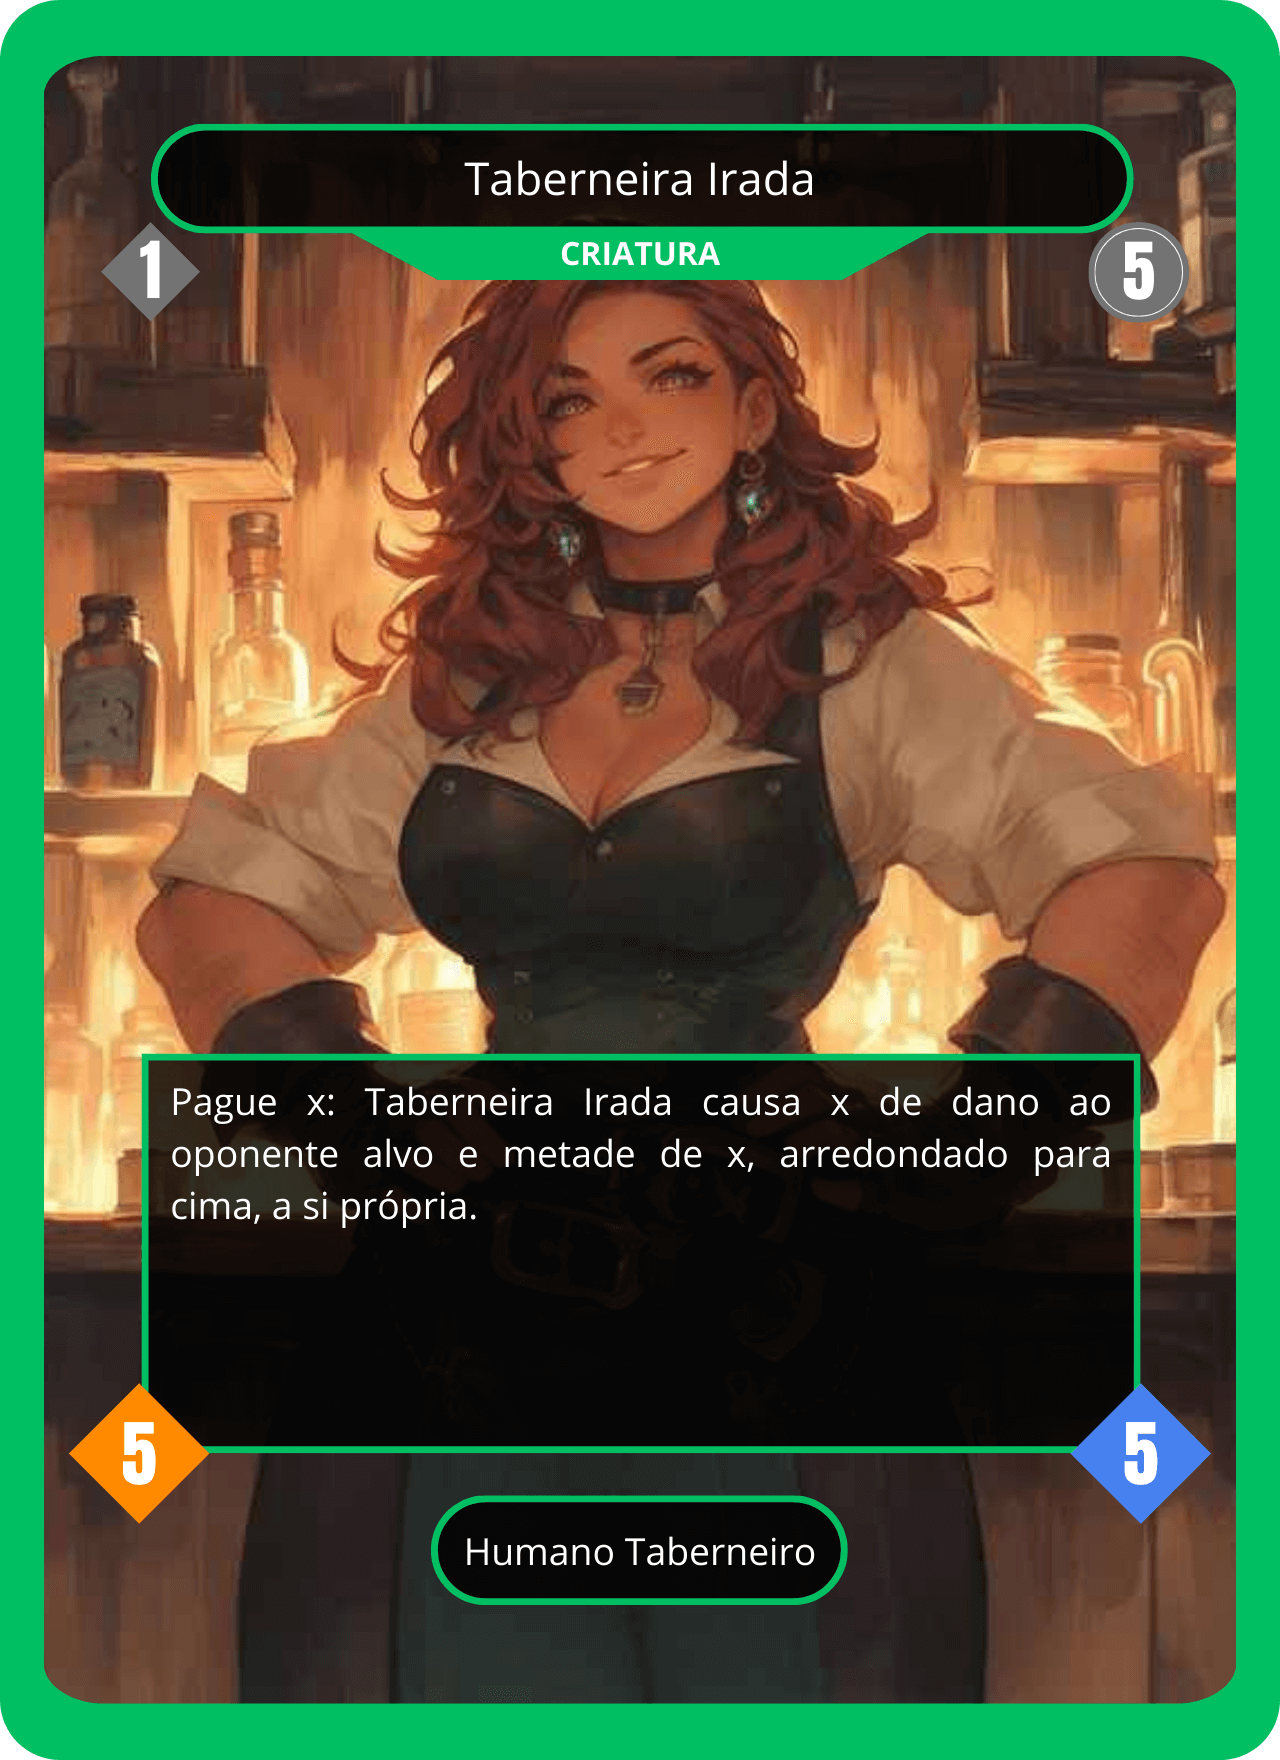 Taberneira Irada
CRIATURA
1
5
Pague x: Taberneira Irada causa x de dano ao
oponente alvo e metade de x, arredondado para
cima, a si própria.
5
5
Humano Taberneiro